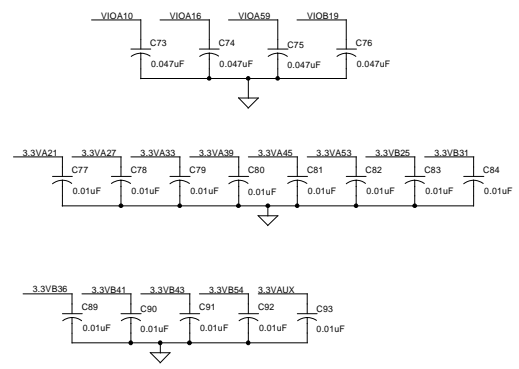 VIOA10 VIOA16 VIOA59 VIOB19
C73 C74 C75 C76
0.047uF 0.047uF 0.047uF 0.047uF
3.3VA21 3.3VA27 3.3VA33 3.3VA39 3.3VA45 3.3VA53 3.3VB25 3.3VB31
C77 C78 C79 C80 C81 C82 C83 C84
0.01uF 0.01uF 0.01uF 0.01uF 0.01uF 0.01uF 0.01uF 0.01uF
3.3VB36 3.3VB41 3.3VB43 3.3VB54 3.3VAUX
C89 C90 C91 C92 C93
0.01uF 0.01uF 0.01uF 0.01uF 0.01uF